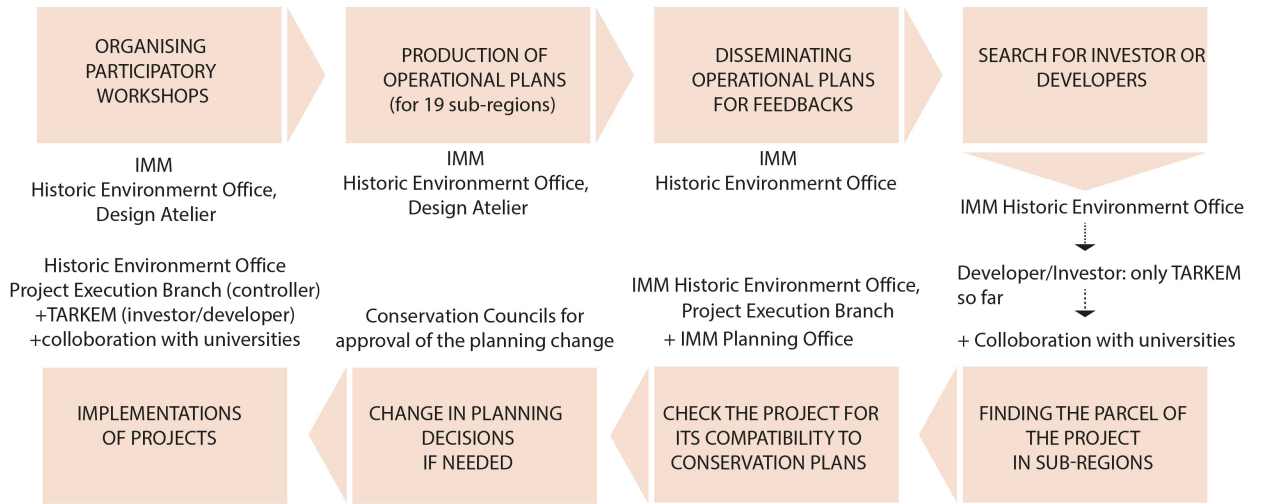 ORGANISING
PARTICIPATORY
WORKSHOPS
IMM
Historic Environmernt Office,
Design Atelier
PRODUCTION OF
OPERATIONAL PLANS
(for 19 sub-regions)
IMM
Historic Environmernt Office,
Design Atelier
DISSEMINATING
OPERATIONAL PLANS
FOR FEEDBACKS
IMM
Historic Environmernt Office
SEARCH FOR INVESTOR OR
DEVELOPERS
IMM Historic Environmernt Office
Developer/Investor: only TARKEM
so far
+ Colloboration with universities
FINDING THE PARCEL OF
THE PROJECT
IN SUB-REGIONS
IMM Historic Environmernt Office,
Project Execution Branch
+ IMM Planning Office
CHECK THE PROJECT FOR
ITS COMPATIBILITY TO
CONSERVATION PLANS
Conservation Councils for
approval of the planning change
CHANGE IN PLANNING
DECISIONS
IF NEEDED
Historic Environmernt Office
Project Execution Branch (controller)
+TARKEM (investor/developer)
+colloboration with universities
IMPLEMENTATIONS
OF PROJECTS